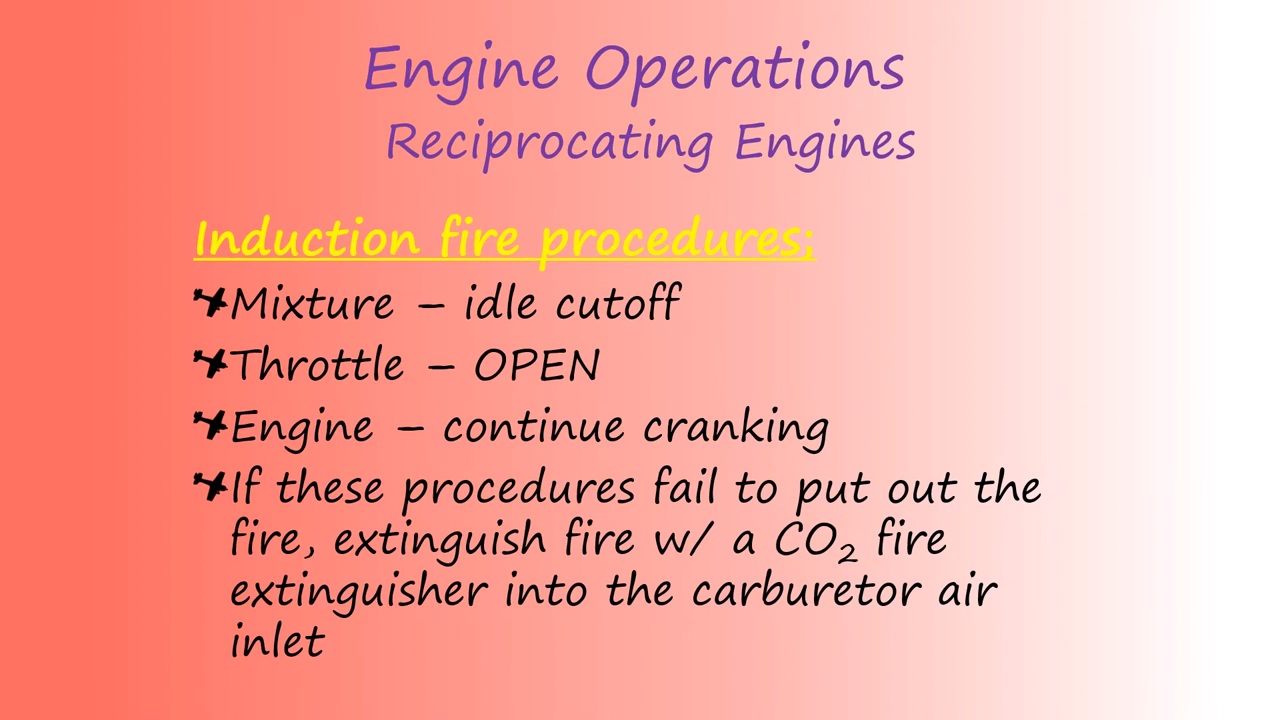 Engine Operations
Reciprocating Engines
Induction fire procedures;
Mixture – idle cutoff
Throttle – OPEN
Engine – continue cranking
If these procedures fail to put out the
fire, extinguish fire w/ a CO₂ fire
extinguisher into the carburetor air
inlet